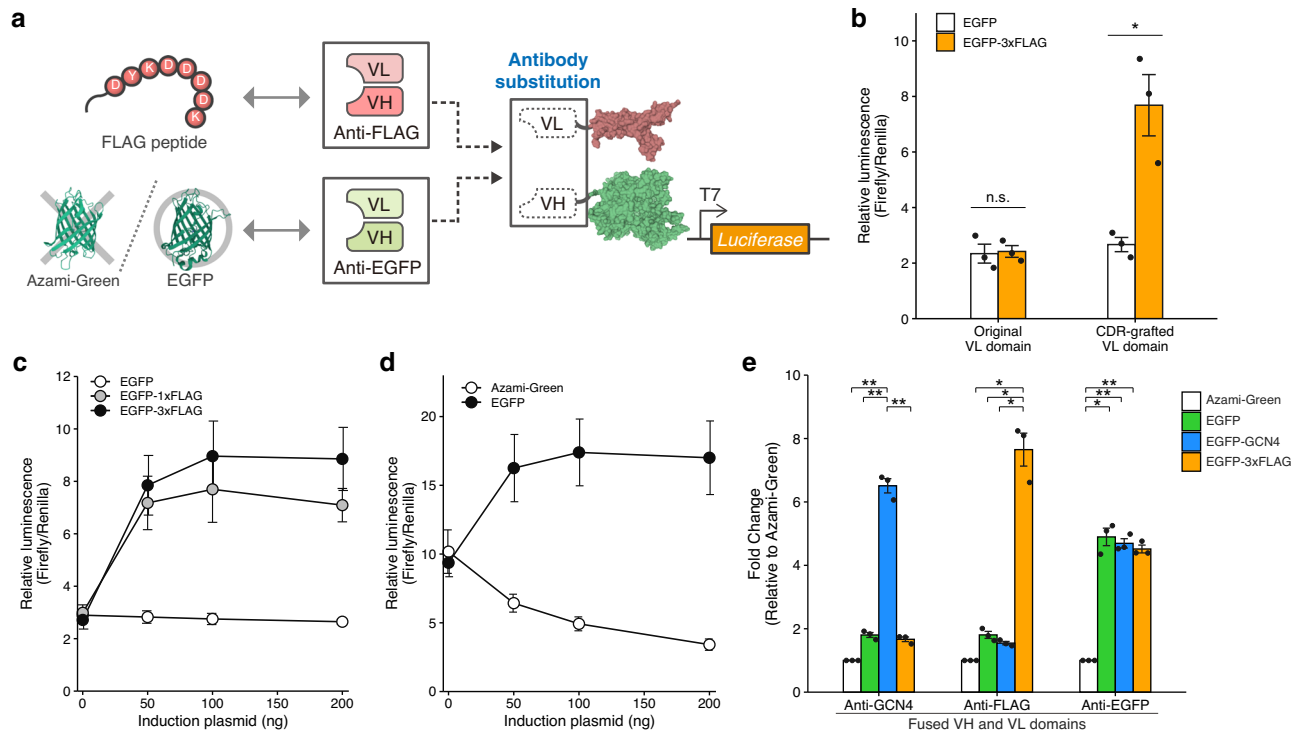 a
D Y K D D D D K
FLAG peptide
VL
VH
Anti-FLAG
Azami-Green
EGFP
VL
VH
Anti-EGFP
Antibody
substitution
VL
VH
T7
Luciferase
b
EGFP
EGFP-3xFLAG
Relative luminescence
(Firefly/Renilla)
10
8
6
4
2
0
n.s.
*
Original
VL domain
CDR-grafted
VL domain
c
EGFP
EGFP-1xFLAG
EGFP-3xFLAG
Relative luminescence
(Firefly/Renilla)
12
10
8
6
4
2
0
0 50 100 150 200
Induction plasmid (ng)
d
Azami-Green
EGFP
Relative luminescence
(Firefly/Renilla)
20
15
10
5
0
0 50 100 150 200
Induction plasmid (ng)
e
Fold Change
(Relative to Azami-Green)
10
8
6
4
2
0
** ** **
* * *
** ** *
Azami-Green
EGFP
EGFP-GCN4
EGFP-3xFLAG
Anti-GCN4 Anti-FLAG Anti-EGFP
Fused VH and VL domains